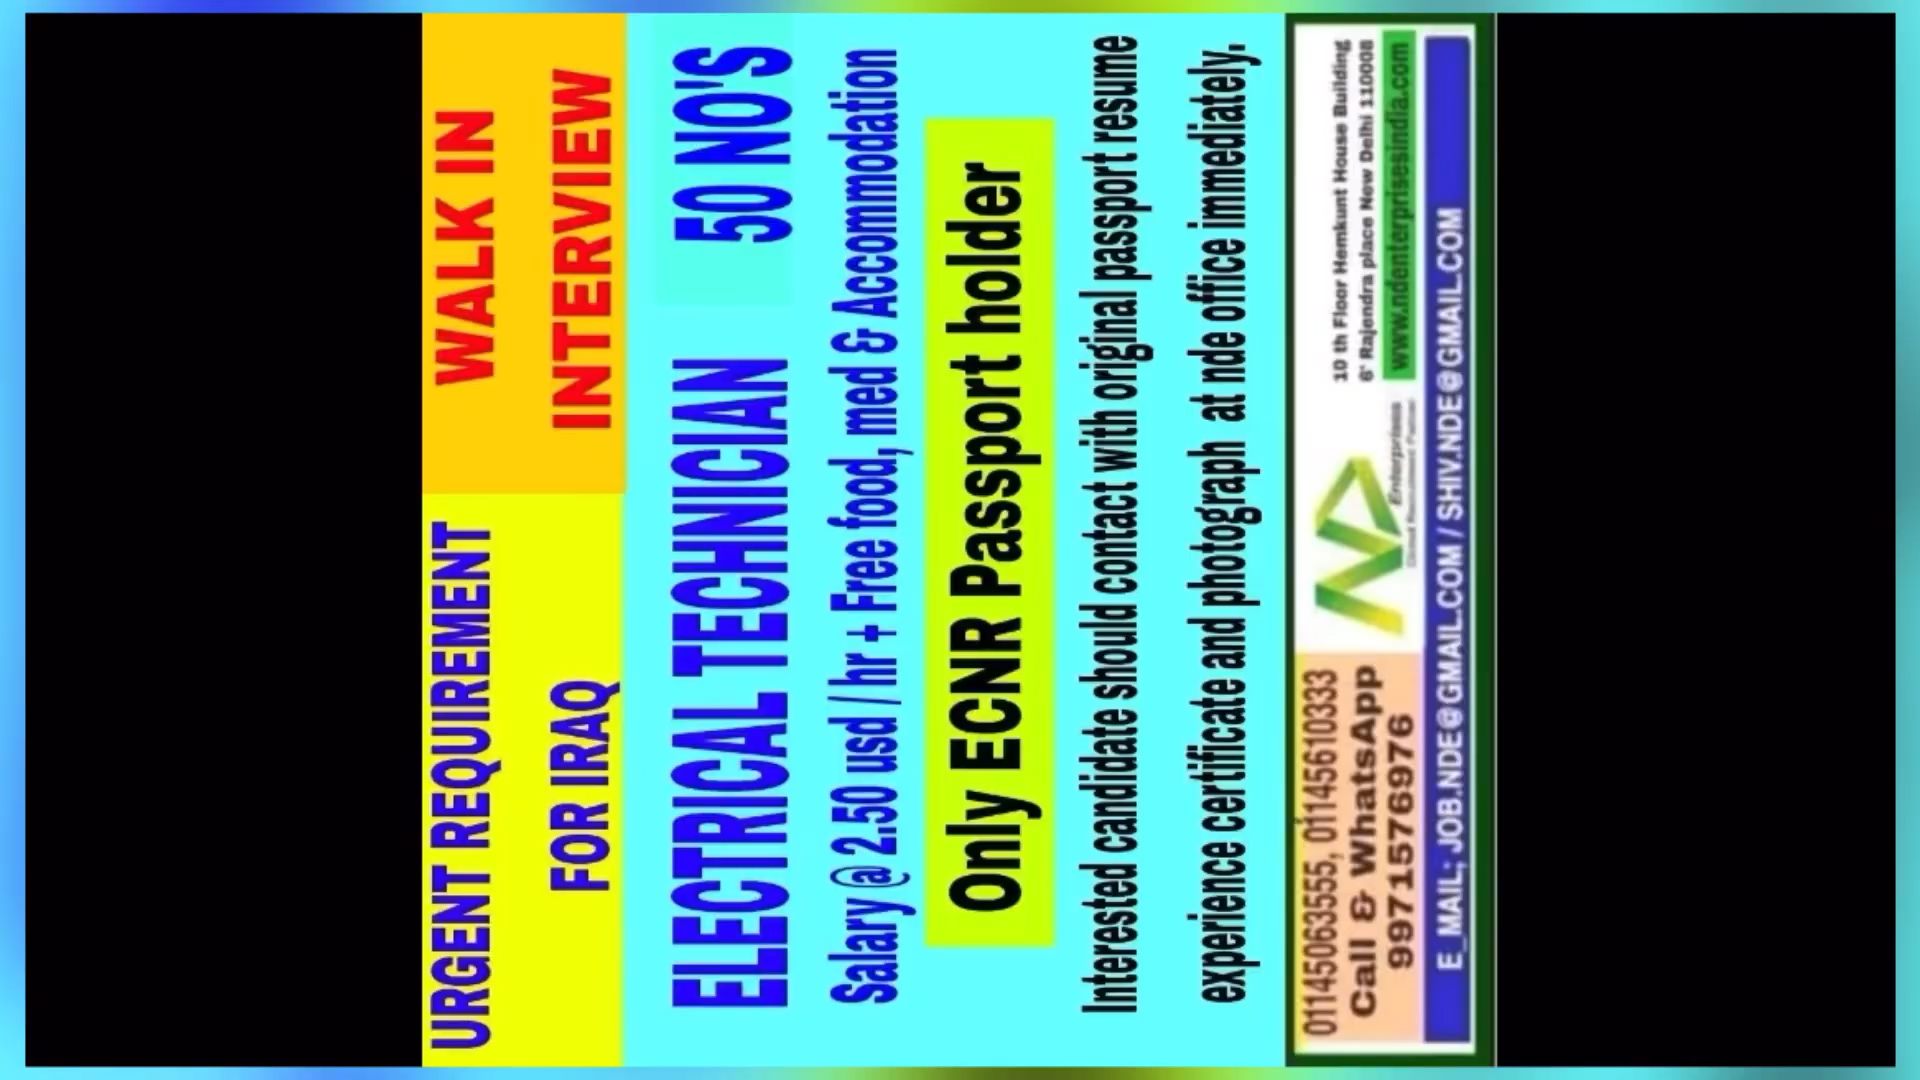 URGENT REQUIREMENT
FOR IRAQ
WALK IN
INTERVIEW
ELECTRICAL TECHNICIAN 50 NO'S
Salary @ 2.50 usd / hr + Free food, med & Accommodation
Only ECNR Passport holder
Interested candidate should contact with original passport resume
experience certificate and photograph at nde office immediately.
01145063555, 01145610333
Call & WhatsApp
9971576976
Enterprises
10 th Floor Hemkunt House Building
6' Rajendra place New Delhi 110008
www.ndenterprisesindia.com
E_MAIL; JOB.NDE@GMAIL.COM / SHIV.NDE@GMAIL.COM